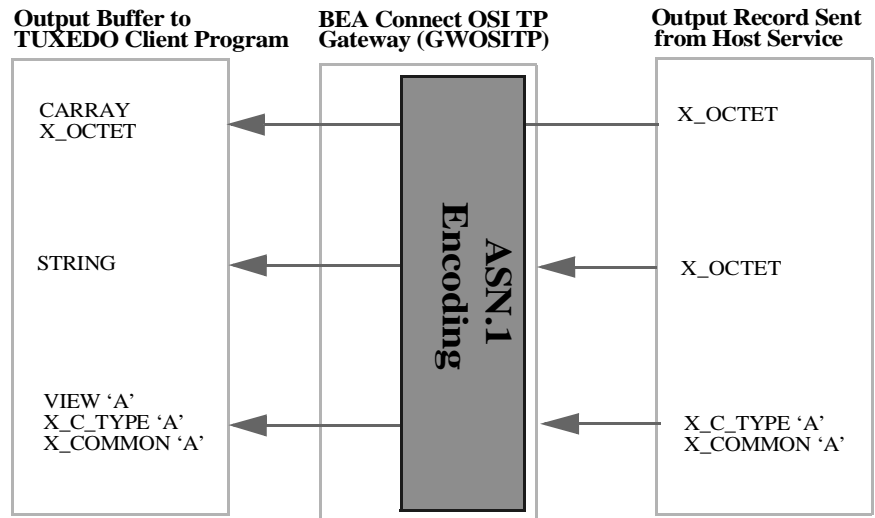 Output Buffer to
TUXEDO Client Program
BEA Connect OSI TP
Gateway (GWOSITP)
Output Record Sent
from Host Service
CARRAY
X_OCTET
X_OCTET
ASN.1
Encoding
STRING
X_OCTET
VIEW ‘A’
X_C_TYPE ‘A’
X_COMMON ‘A’
X_C_TYPE ‘A’
X_COMMON ‘A’